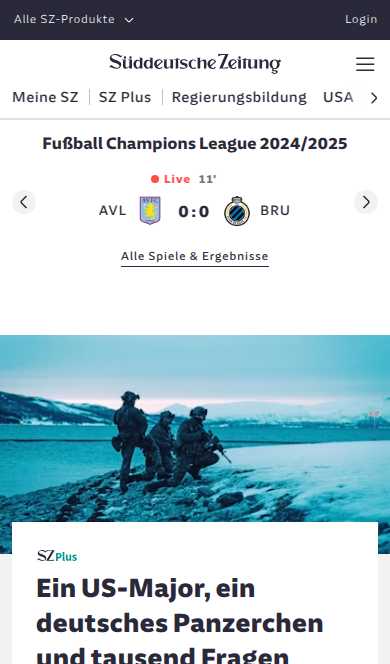 Alle SZ-Produkte
Login
Süddeutsche Zeitung
Meine SZ
SZ Plus
Regierungsbildung
USA
Fußball Champions League 2024/2025
Live 11'
AVL
0:0
BRU
Alle Spiele & Ergebnisse
SZ Plus
Ein US-Major, ein
deutsches Panzerchen
und tausend Fragen